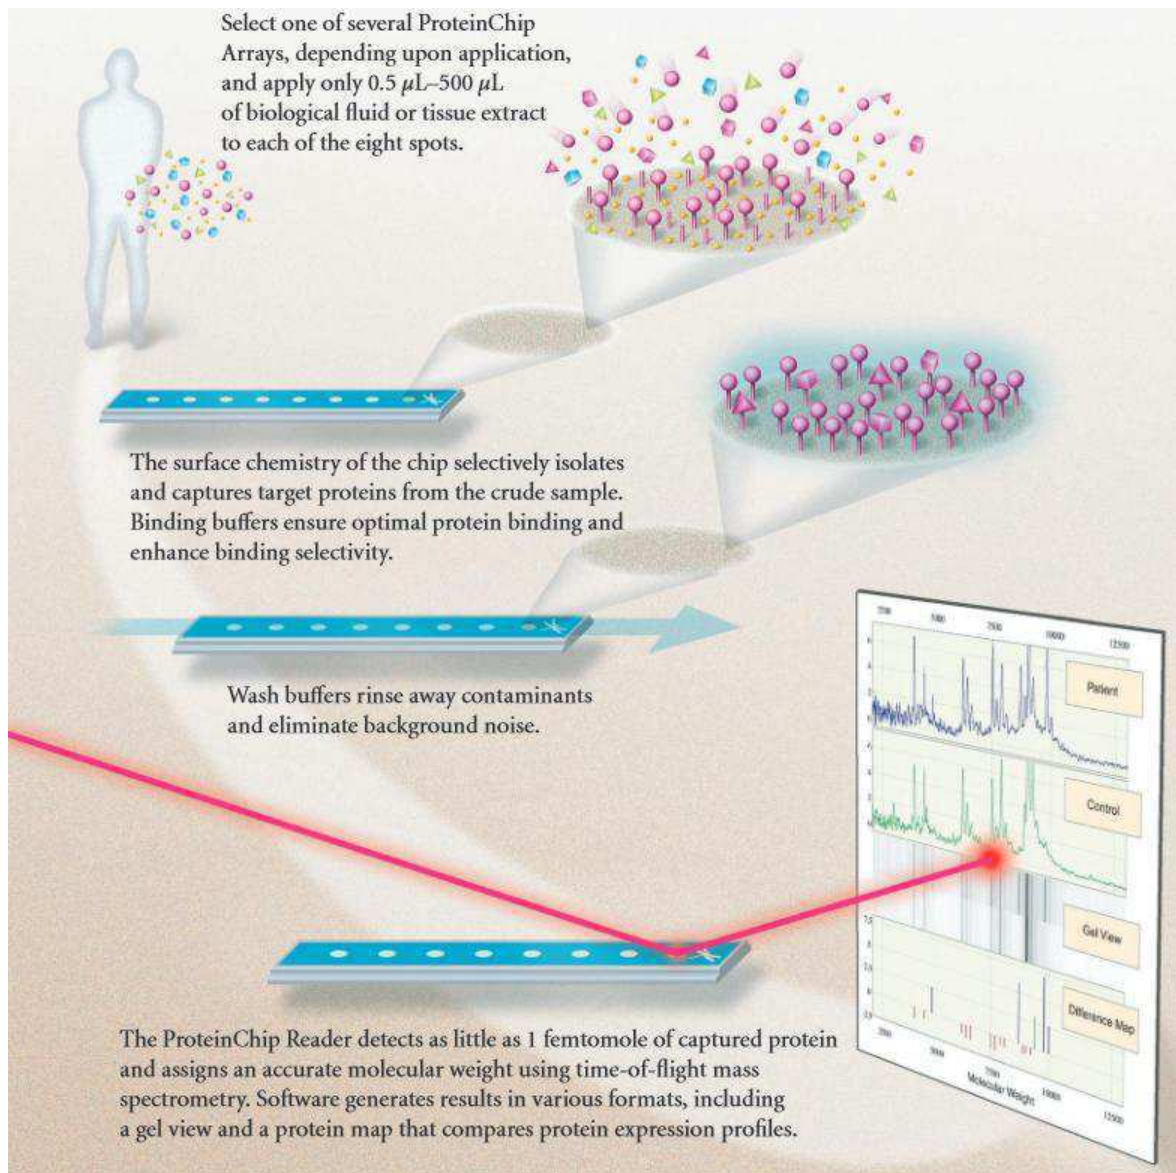 Select one of several ProteinChip
Arrays, depending upon application,
and apply only 0.5 μL–500 μL
of biological fluid or tissue extract
to each of the eight spots.
The surface chemistry of the chip selectively isolates
and captures target proteins from the crude sample.
Binding buffers ensure optimal protein binding and
enhance binding selectivity.
Wash buffers rinse away contaminants
and eliminate background noise.
5000
10000
12500
Patient
Control
Gel View
7.5
Difference Map
Molecular Weight
The ProteinChip Reader detects as little as 1 femtomole of captured protein
and assigns an accurate molecular weight using time-of-flight mass
spectrometry. Software generates results in various formats, including
a gel view and a protein map that compares protein expression profiles.